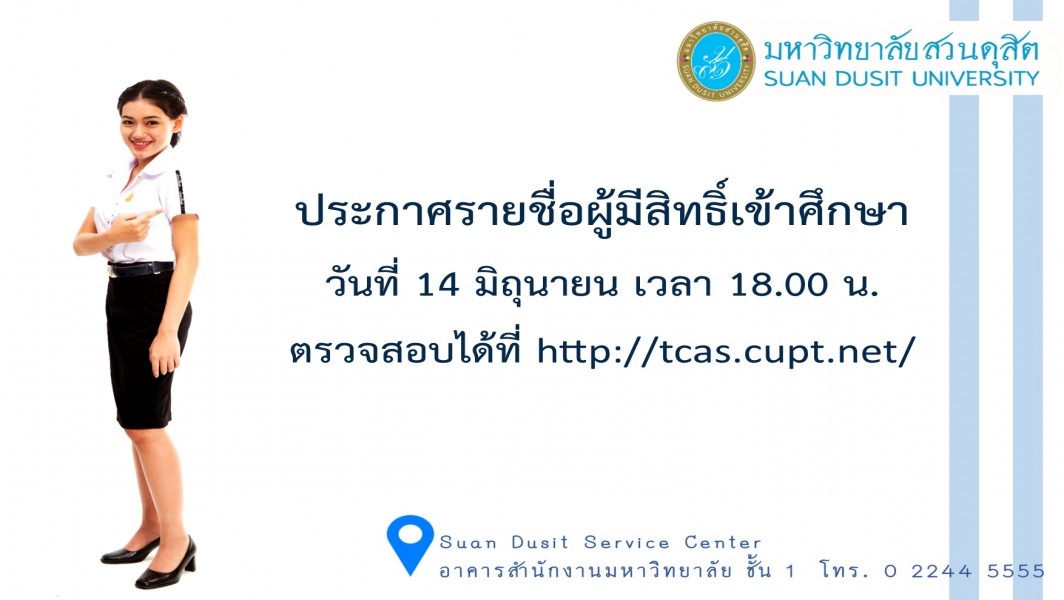 มหาวิทยาลัยสวนดุสิต
SUAN DUSIT UNIVERSITY
ประกาศรายชื่อผู้มีสิทธิ์เข้าศึกษา
วันที่ 14 มิถุนายน เวลา 18.00 น.
ตรวจสอบได้ที่ http://tcas.cupt.net/
Suan Dusit Service Center
อาคารสำนักงานมหาวิทยาลัย ชั้น 1 โทร. 0 2244 5555